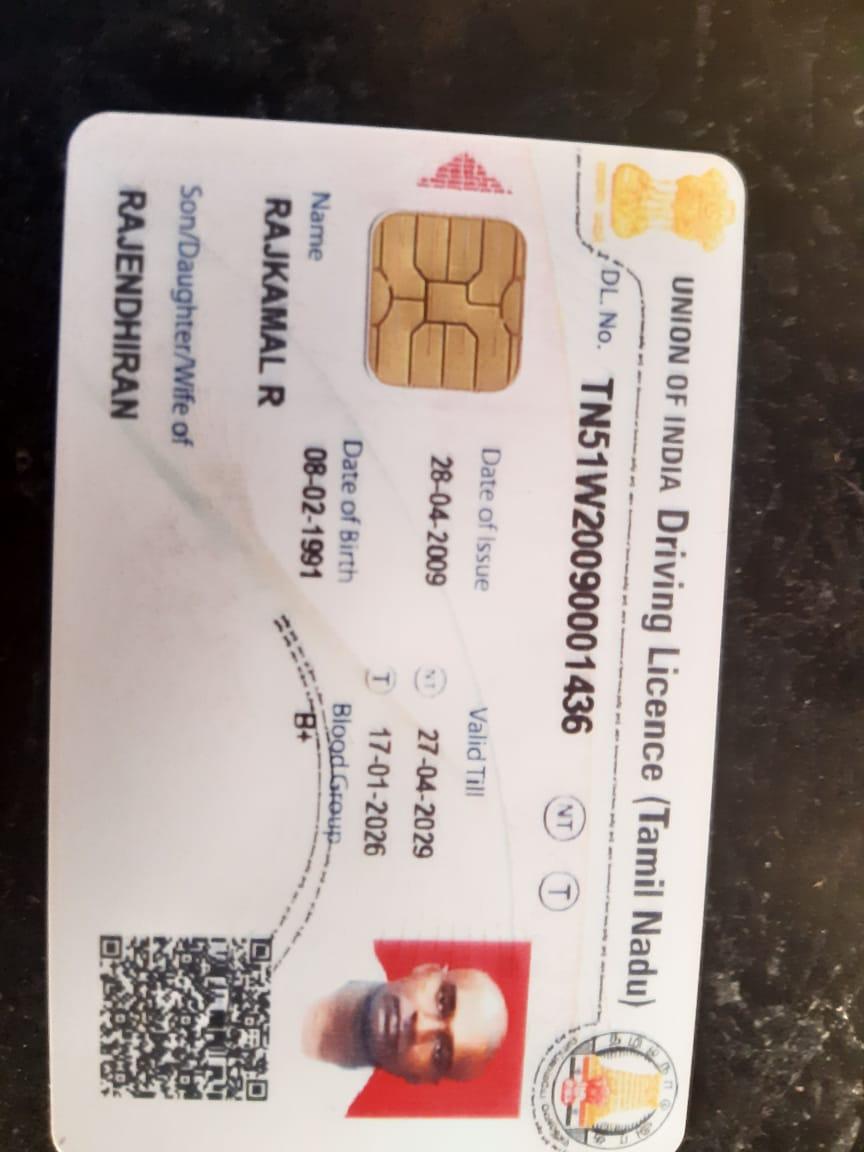 UNION OF INDIA Driving Licence (Tamil Nadu)
DL. No. TN51W20090001436 NT T
Date of Issue Valid Till
28-04-2009 NT 27-04-2029
T 17-01-2026
Name Date of Birth Blood Group
RAJKAMAL R 08-02-1991 B+
Son/Daughter/Wife of
RAJENDHIRAN